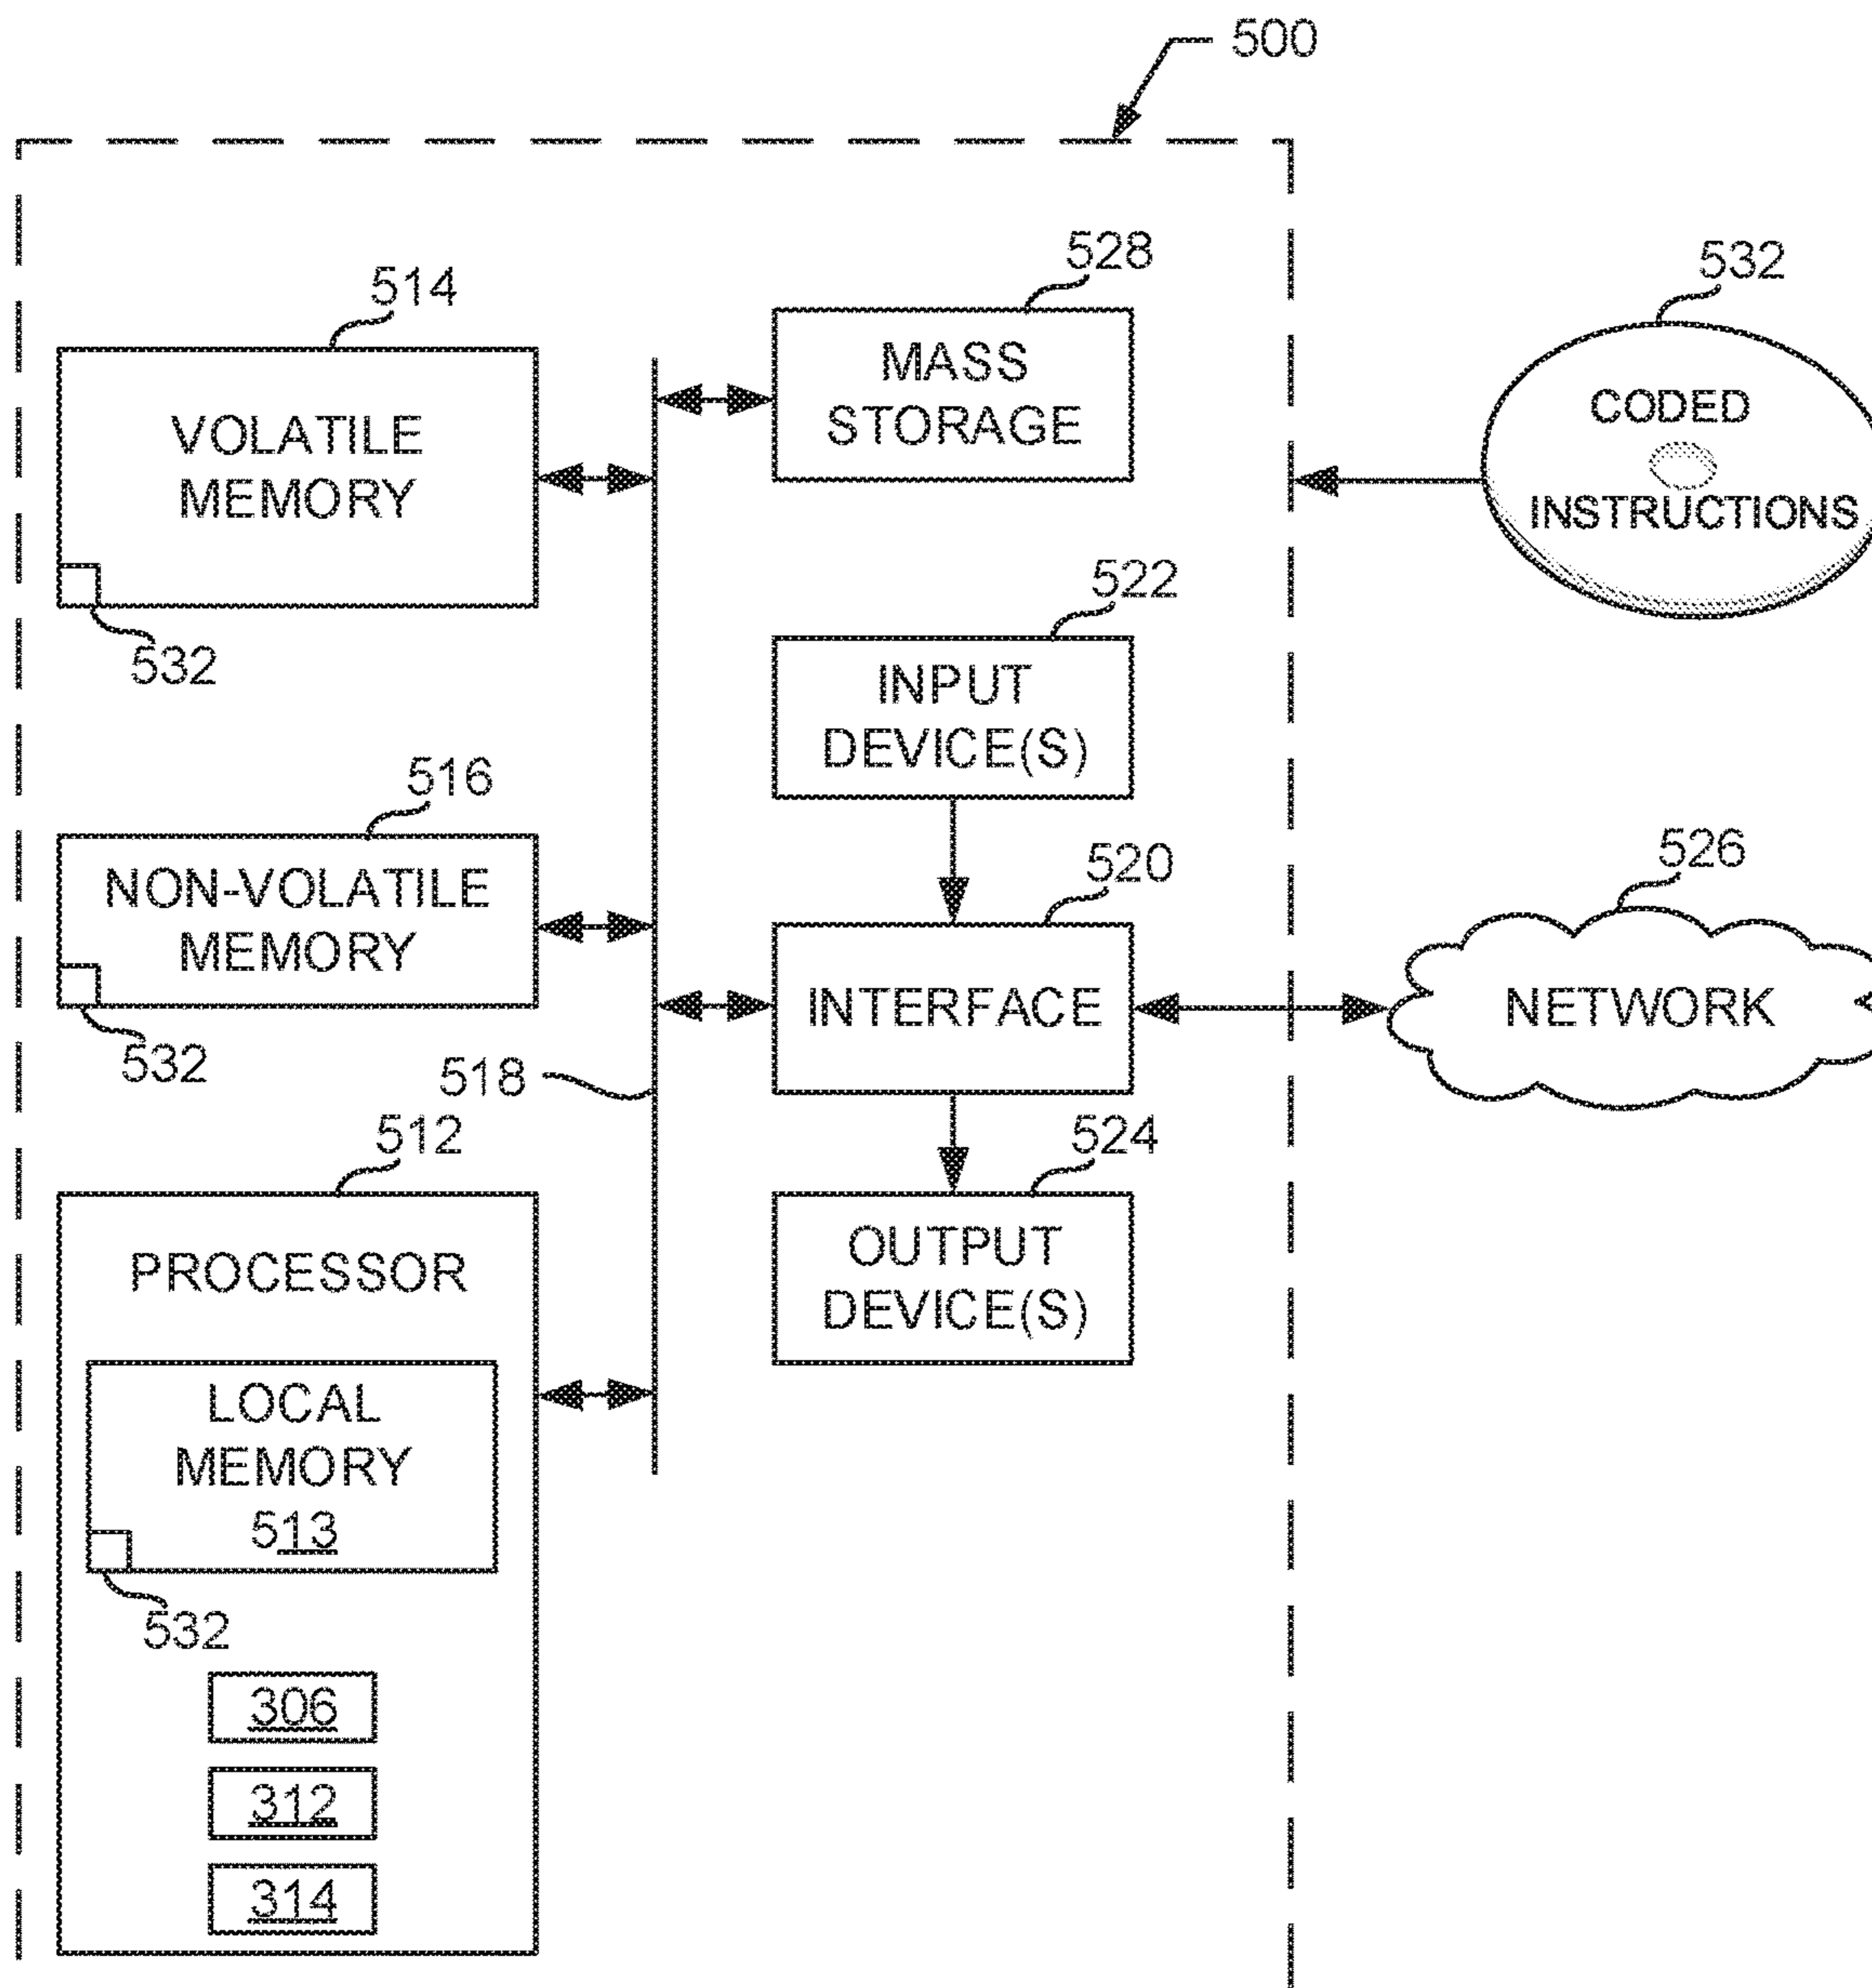 500
528
532
514
MASS
STORAGE
CODED
INSTRUCTIONS
VOLATILE
MEMORY
522
532
INPUT
DEVICE(S)
516
520
526
NON-VOLATILE
MEMORY
INTERFACE
NETWORK
532
518
512
524
PROCESSOR
OUTPUT
DEVICE(S)
LOCAL
MEMORY
513
532
306
312
314